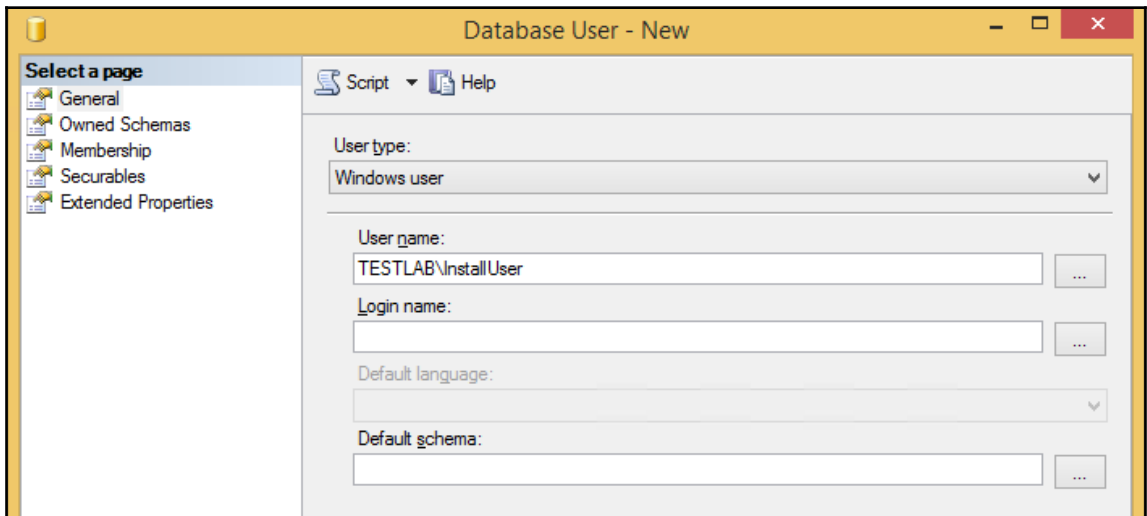 Database User - New
Select a page
General
Owned Schemas
Membership
Securables
Extended Properties
Script Help
User type:
Windows user
User name:
TESTLAB\InstallUser
...
Login name:
...
Default language:
Default schema:
...